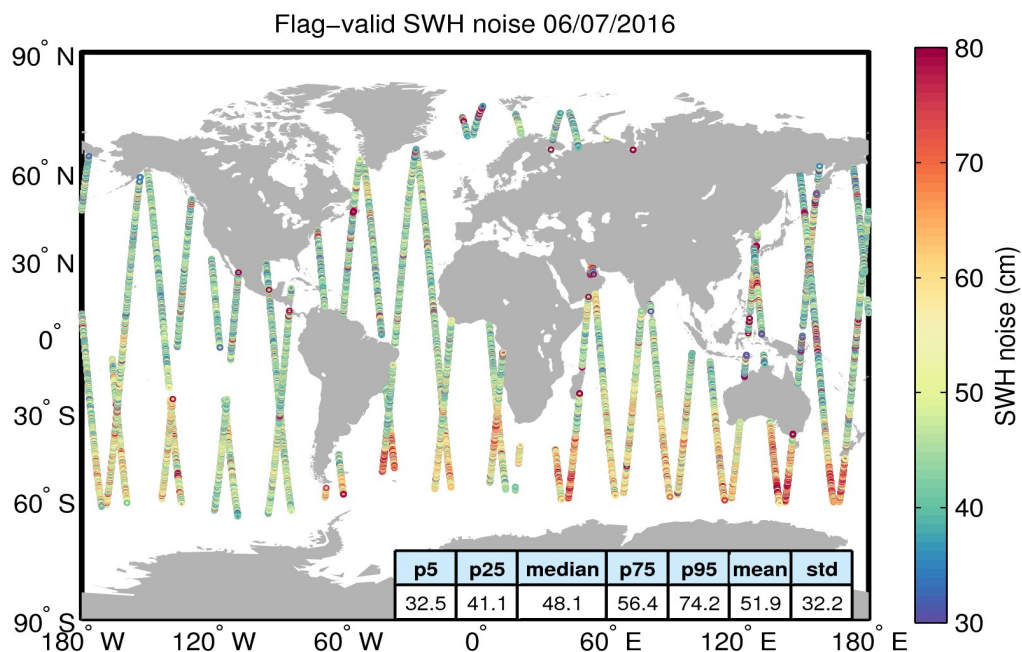 Flag−valid SWH noise 06/07/2016
90° N
60° N
30° N
0°
30° S
60° S
90° S
180° W
120° W
60° W
0°
60° E
120° E
180° E
p5 p25 median p75 p95 mean std
32.5 41.1 48.1 56.4 74.2 51.9 32.2
80
70
60
50
40
30
SWH noise (cm)